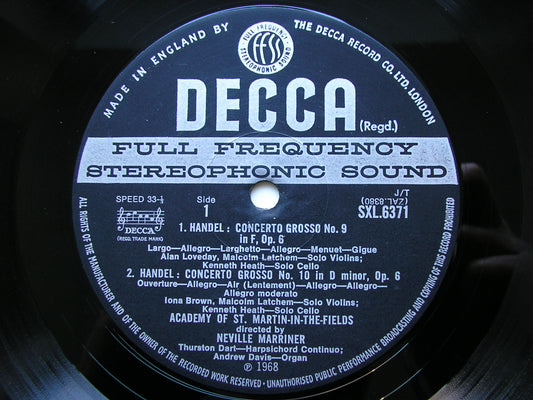 MADE IN ENGLAND BY
THE DECCA RECORD CO. LTD. LONDON
FULL FREQUENCY
FFSS
STEREOPHONIC SOUND
DECCA
(Regd.)
FULL FREQUENCY
STEREOPHONIC SOUND
SPEED 33-⅓
Side
1
J/T
(ZAL.8380)
SXL.6371
DECCA
(REGD. TRADE MARK)
1. HANDEL: CONCERTO GROSSO No. 9
in F, Op. 6
Largo—Allegro—Larghetto—Allegro—Menuet—Gigue
Alan Loveday, Malcolm Latchem—Solo Violins;
Kenneth Heath—Solo Cello
2. HANDEL: CONCERTO GROSSO No. 10 in D minor, Op. 6
Ouverture—Allegro—Air (Lentement)—Allegro—Allegro—
Allegro moderato
Iona Brown, Malcolm Latchem—Solo Violins;
Kenneth Heath—Solo Cello
ACADEMY OF ST. MARTIN-IN-THE-FIELDS
directed by
NEVILLE MARRINER
Thurston Dart—Harpsichord Continuo;
Andrew Davis—Organ
℗ 1968
ALL RIGHTS OF THE MANUFACTURER AND OF THE OWNER OF THE RECORDED WORK RESERVED · UNAUTHORISED PUBLIC PERFORMANCE BROADCASTING AND COPYING OF THIS RECORD PROHIBITED